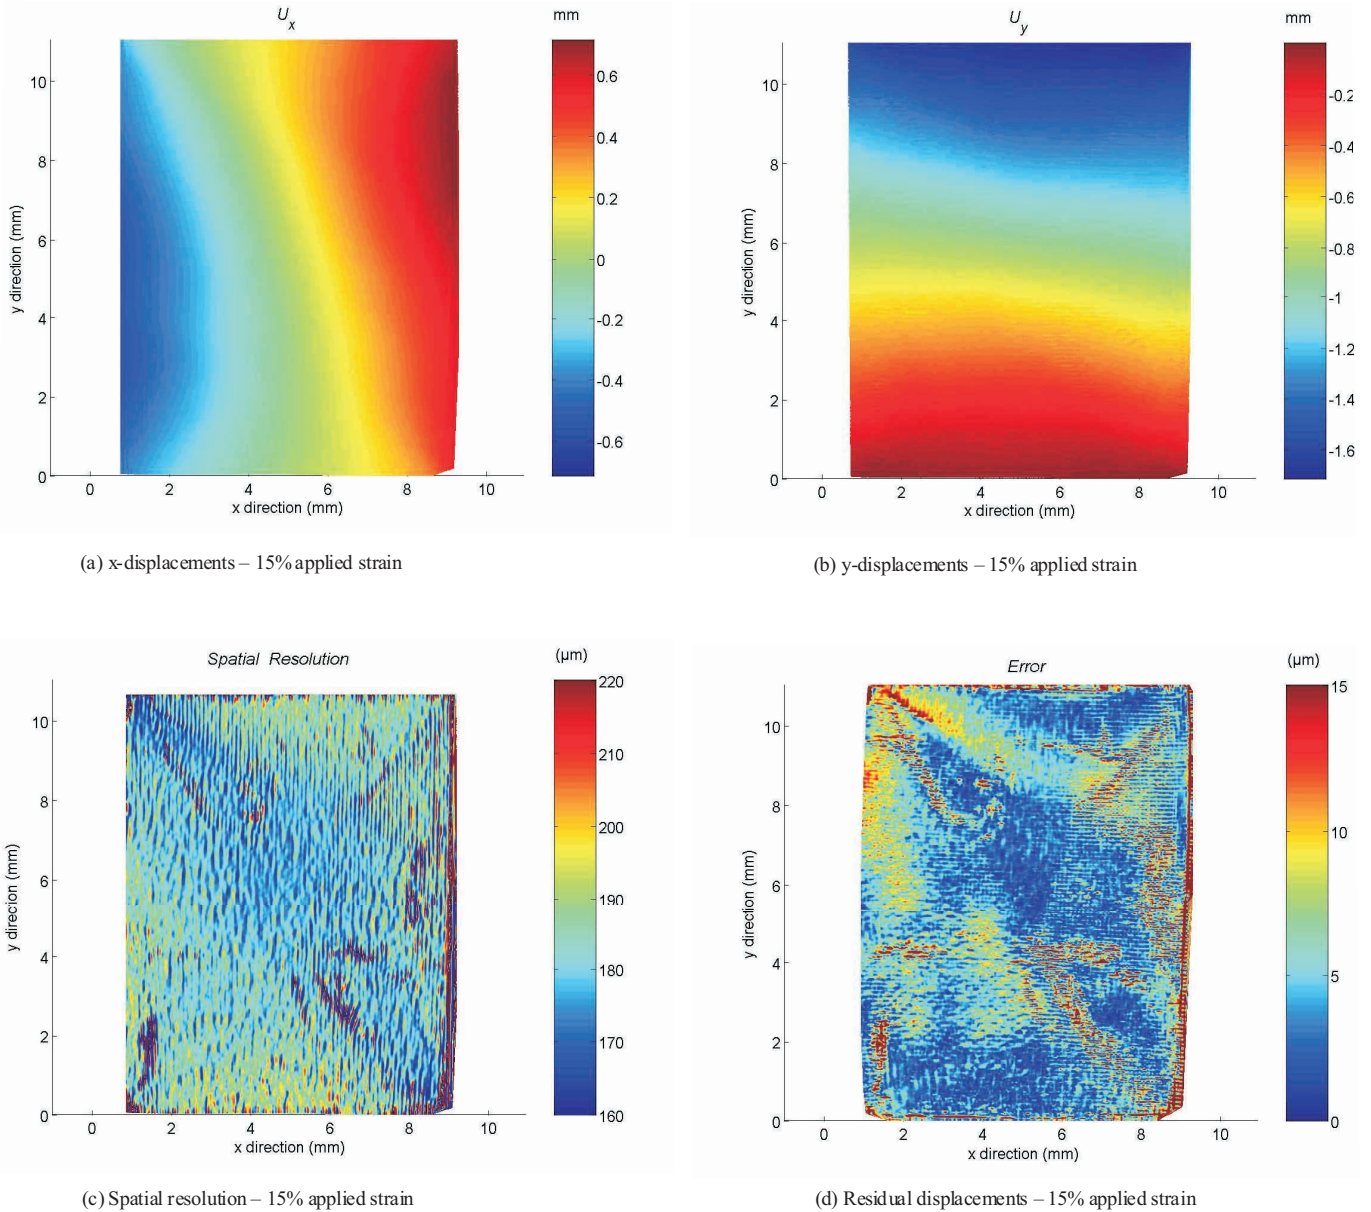 U_x
mm
10
8
6
4
2
0
0.6
0.4
0.2
0
-0.2
-0.4
-0.6
y direction (mm)
0 2 4 6 8 10
x direction (mm)
(a) x-displacements – 15% applied strain
U_y
mm
10
8
6
4
2
0
-0.2
-0.4
-0.6
-0.8
-1
-1.2
-1.4
-1.6
y direction (mm)
0 2 4 6 8 10
x direction (mm)
(b) y-displacements – 15% applied strain
Spatial Resolution
(µm)
10
8
6
4
2
0
220
210
200
190
180
170
160
y direcion (mm)
0 2 4 6 8 10
x direction (mm)
(c) Spatial resolution – 15% applied strain
Error
(µm)
10
8
6
4
2
0
15
10
5
0
y direction (mm)
0 2 4 6 8 10
x direction (mm)
(d) Residual displacements – 15% applied strain